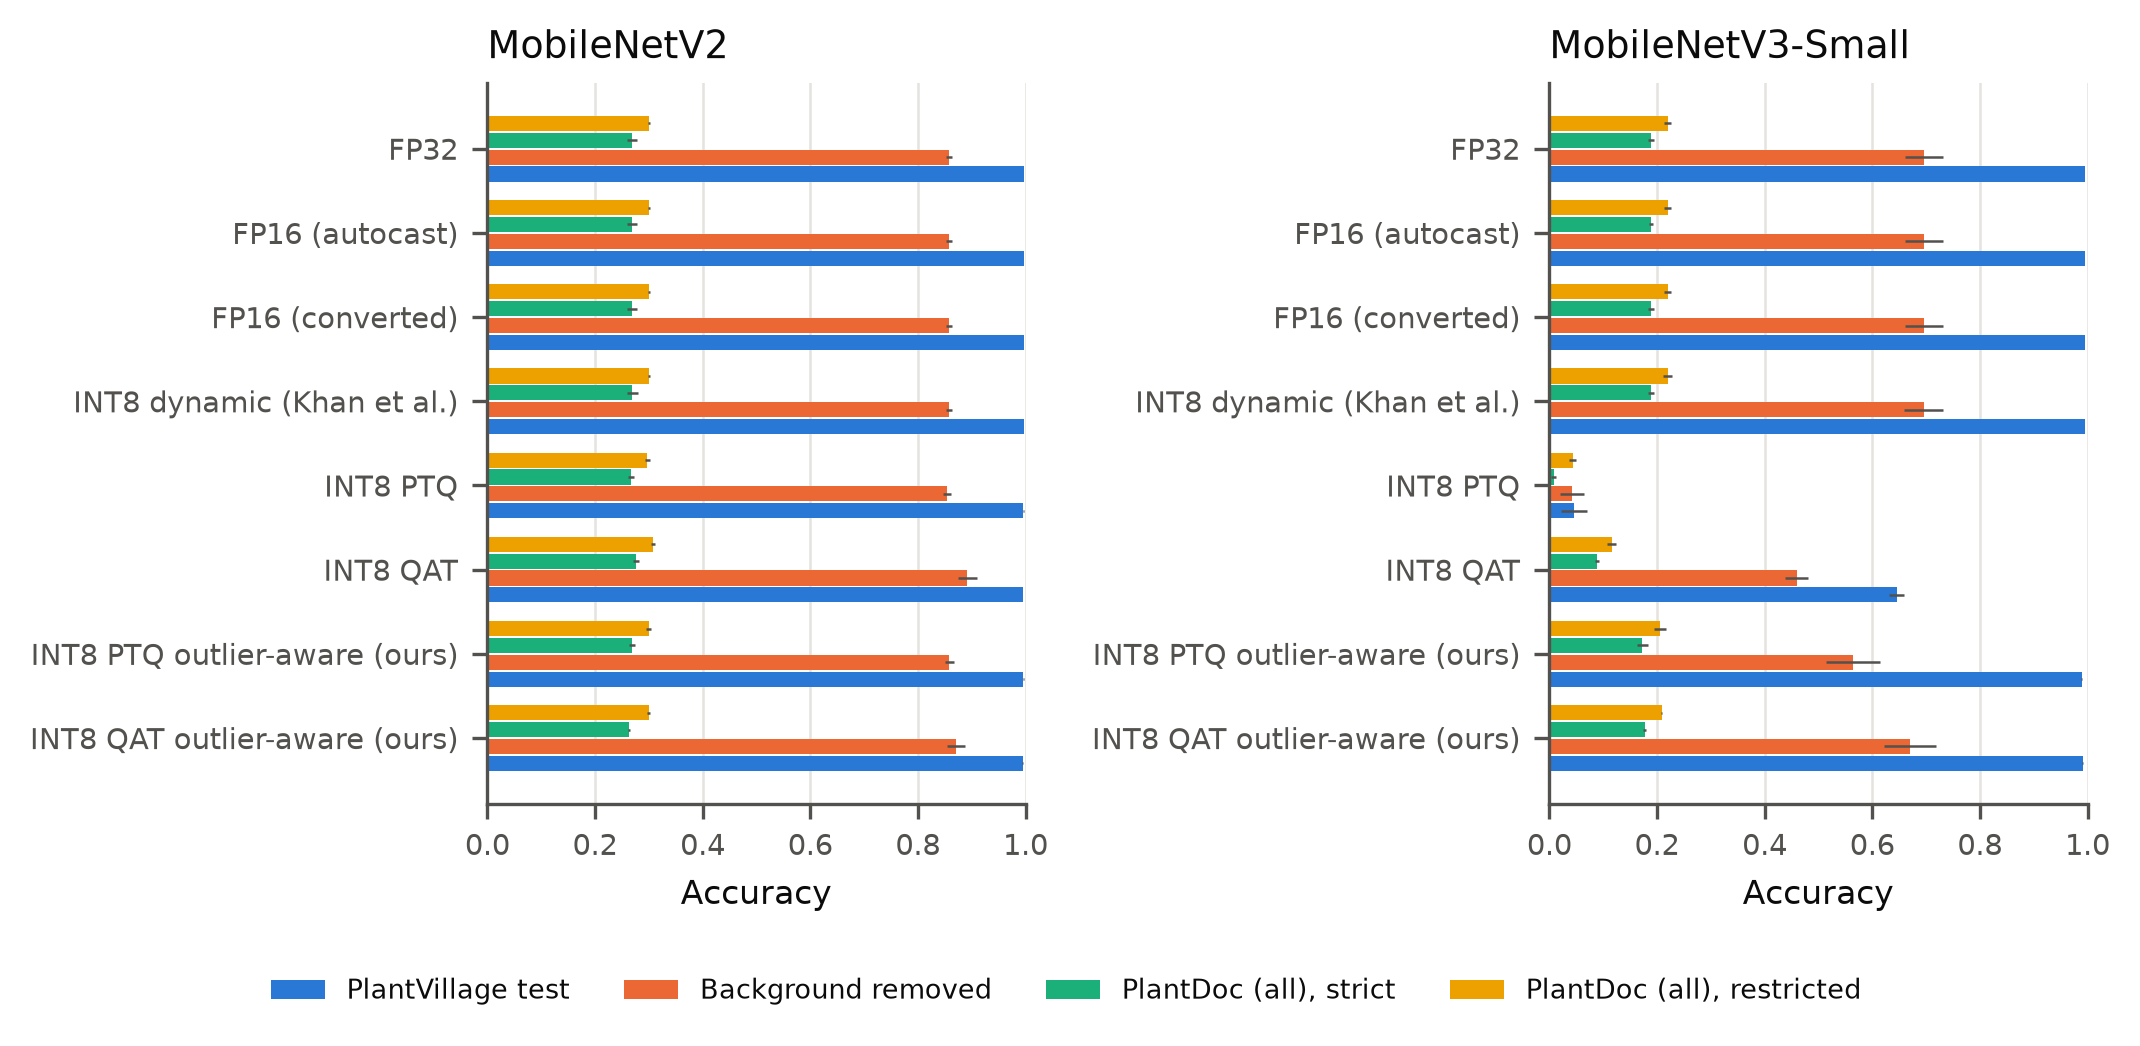 MobileNetV2
FP32
FP16 (autocast)
FP16 (converted)
INT8 dynamic (Khan et al.)
INT8 PTQ
INT8 QAT
INT8 PTQ outlier-aware (ours)
INT8 QAT outlier-aware (ours)
0.0 0.2 0.4 0.6 0.8 1.0
Accuracy
MobileNetV3-Small
FP32
FP16 (autocast)
FP16 (converted)
INT8 dynamic (Khan et al.)
INT8 PTQ
INT8 QAT
INT8 PTQ outlier-aware (ours)
INT8 QAT outlier-aware (ours)
0.0 0.2 0.4 0.6 0.8 1.0
Accuracy
PlantVillage test Background removed PlantDoc (all), strict PlantDoc (all), restricted